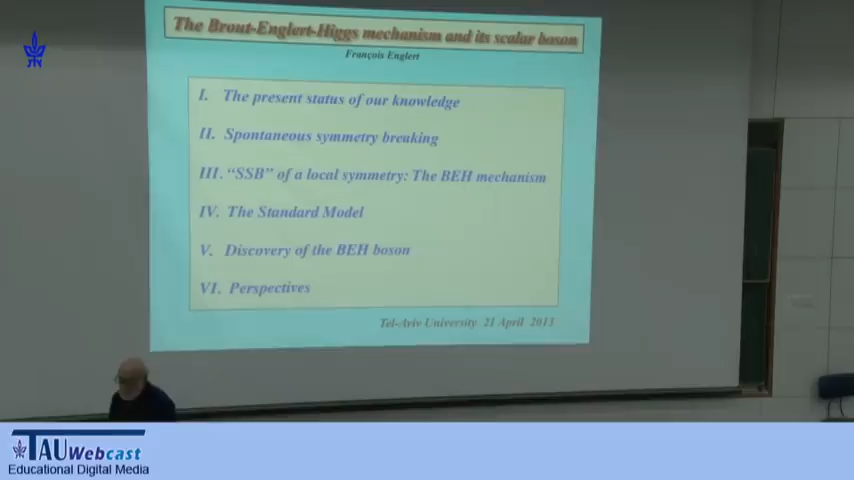 The Brout-Englert-Higgs mechanism and its scalar boson
François Englert
I. The present status of our knowledge
II. Spontaneous symmetry breaking
III. “SSB” of a local symmetry: The BEH mechanism
IV. The Standard Model
V. Discovery of the BEH boson
VI. Perspectives
Tel-Aviv University 21 April 2013
TAU Webcast
Educational Digital Media